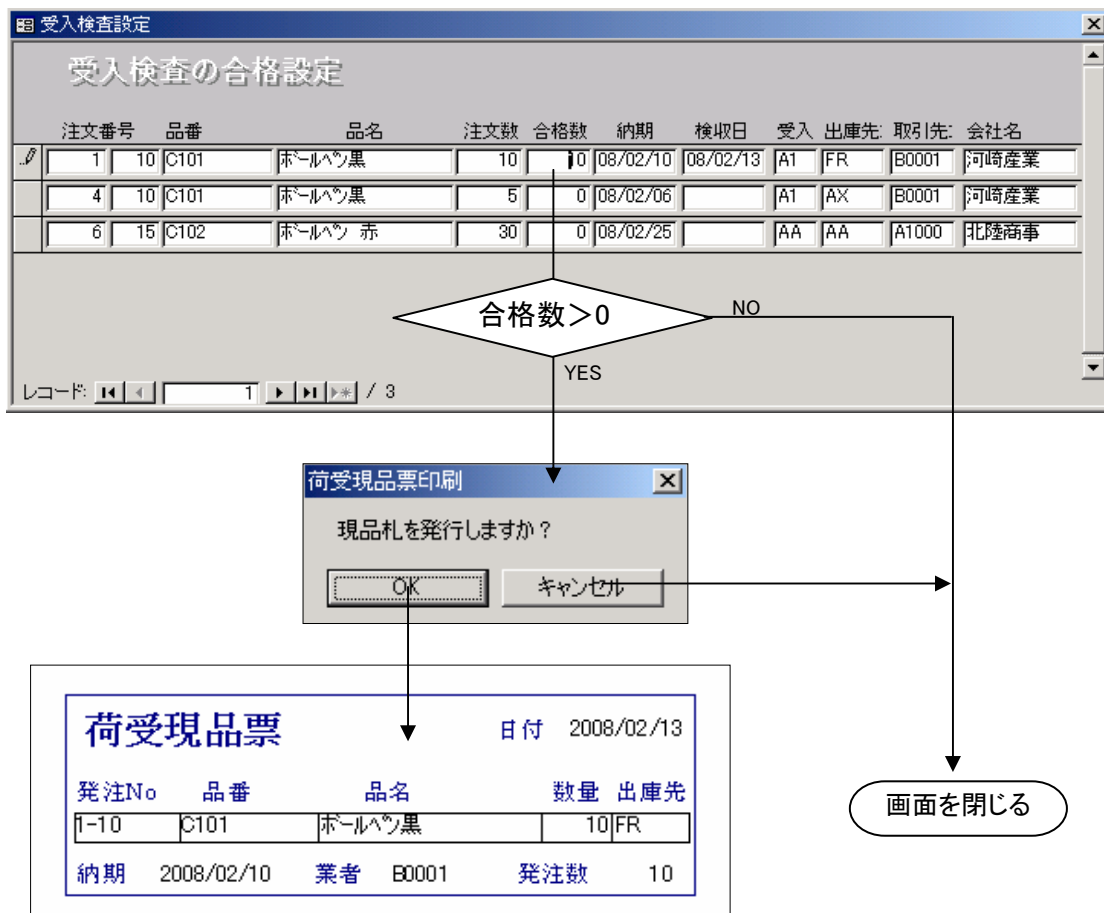 受入検査設定
受入検査の合格設定
注文番号 品番 品名 注文数 合格数 納期 検収日 受入 出庫先: 取引先: 会社名
1 10 C101 ボールペン黒 10 10 08/02/10 08/02/13 A1 FR B0001 河崎産業
4 10 C101 ボールペン黒 5 0 08/02/06 A1 AX B0001 河崎産業
6 15 C102 ボールペン 赤 30 0 08/02/25 AA AA A1000 北陸商事
合格数>0
NO
YES
レコード: 1 / 3
荷受現品票印刷
現品札を発行しますか?
OK キャンセル
荷受現品票 日付 2008/02/13
発注No 品番 品名 数量 出庫先
1-10 C101 ボールペン黒 10 FR
納期 2008/02/10 業者 B0001 発注数 10
画面を閉じる